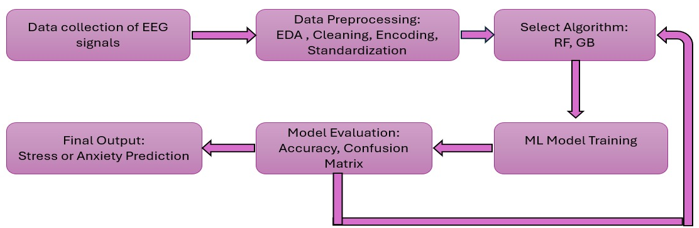 Data collection of EEG
signals
Data Preprocessing:
EDA , Cleaning, Encoding,
Standardization
Select Algorithm:
RF, GB
Final Output:
Stress or Anxiety Prediction
Model Evaluation:
Accuracy, Confusion
Matrix
ML Model Training